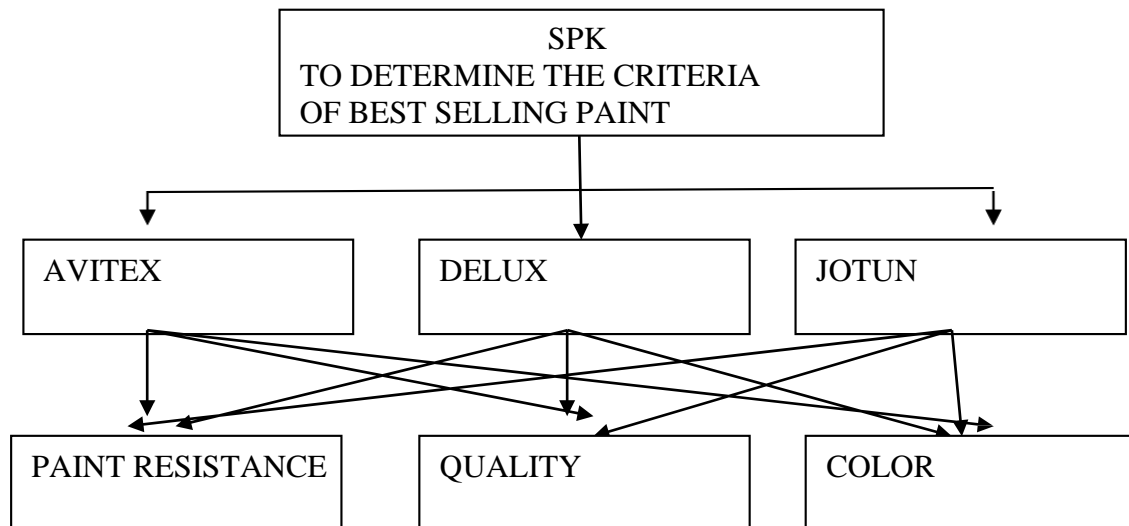 SPK
TO DETERMINE THE CRITERIA
OF BEST SELLING PAINT
AVITEX
DELUX
JOTUN
PAINT RESISTANCE
QUALITY
COLOR